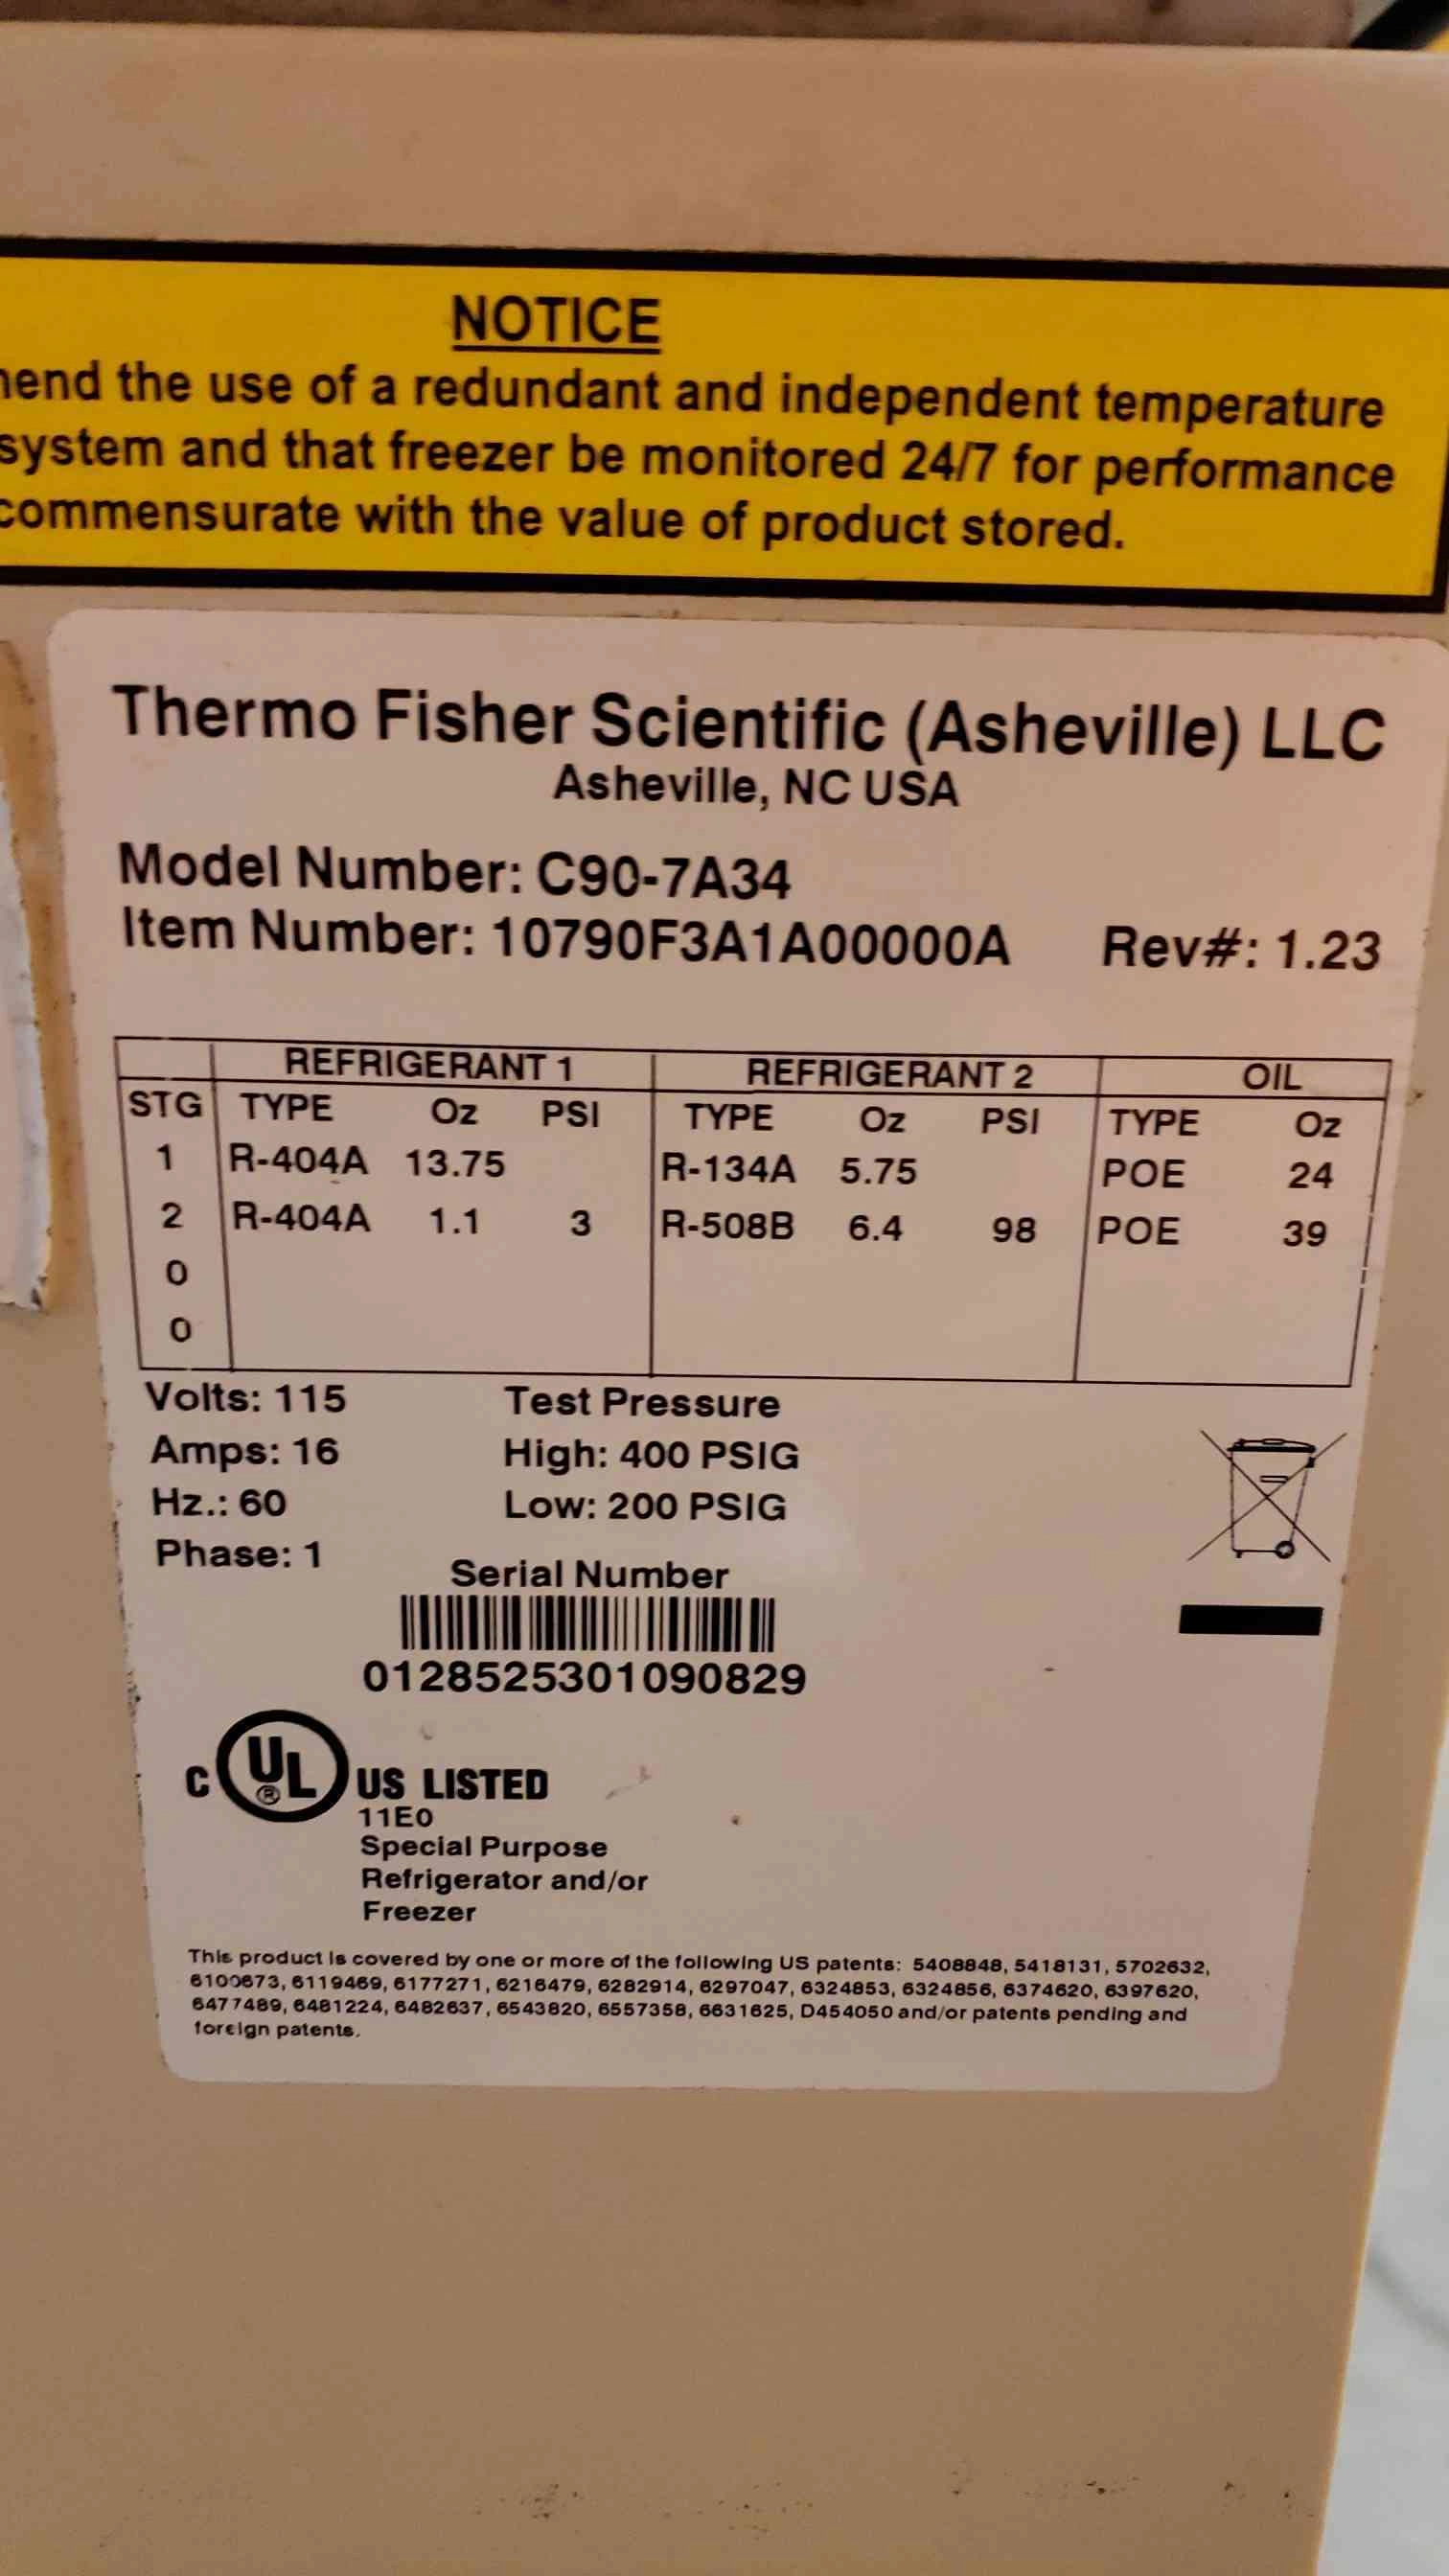 NOTICE
the use of a redundant and independent temperature
system and that freezer be monitored 24/7 for performance
commensurate with the value of product stored.
Thermo Fisher Scientific (Asheville) LLC
Asheville, NC USA
Model Number: C90-7A34
Item Number: 10790F3A1A00000A Rev#: 1.23
REFRIGERANT 1 REFRIGERANT 2 OIL
STG TYPE Oz PSI TYPE Oz PSI TYPE Oz
1 R-404A 13.75 R-134A 5.75 POE 24
2 R-404A 1.1 3 R-508B 6.4 98 POE 39
0
0
Volts: 115 Test Pressure
Amps: 16 High: 400 PSIG
Hz.: 60 Low: 200 PSIG
Phase: 1
Serial Number
0128525301090829
C UL ® US LISTED
11E0
Special Purpose
Refrigerator and/or
Freezer
This product is covered by one or more of the following US patents: 5408848, 5418131, 5702632,
6100673, 6119469, 6177271, 6216479, 6282914, 6297047, 6324853, 6324856, 6374620, 6397620,
6477489, 6481224, 6482637, 6543820, 6557358, 6631625, D454050 and/or patents pending and
foreign patents.